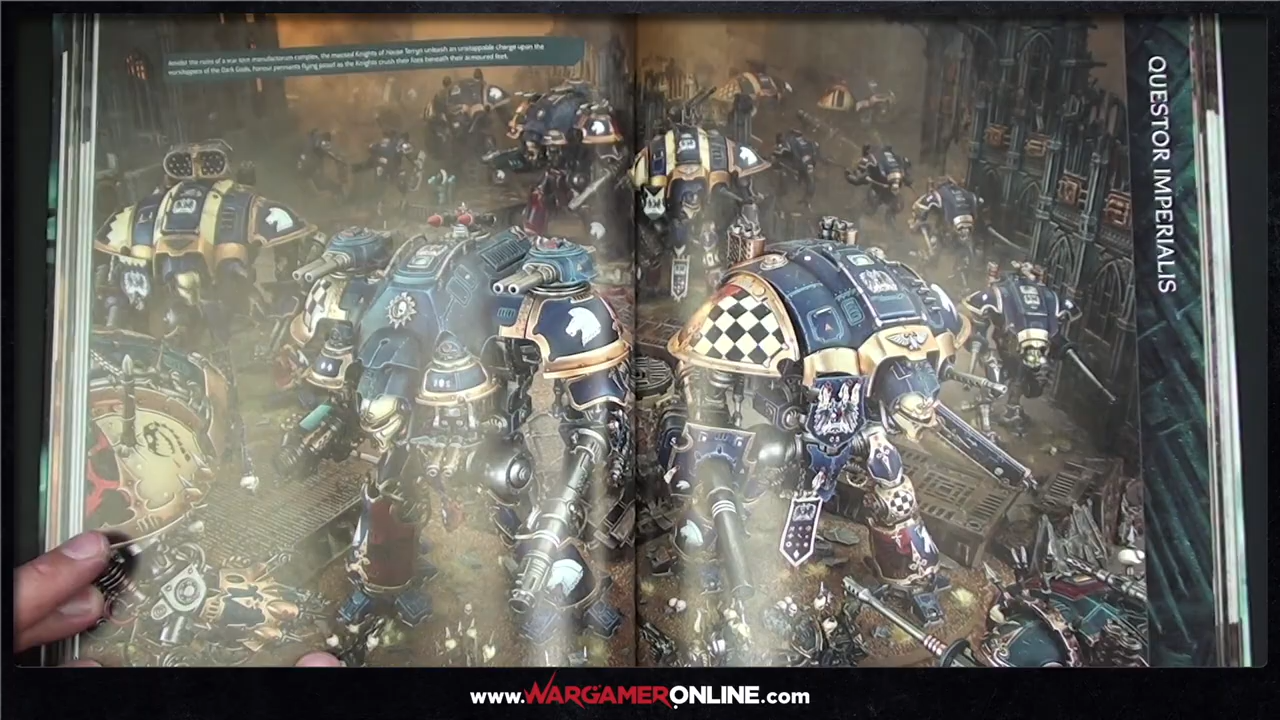 Amidst the ruins of a war torn manufactorum complex, the massed Knights of House Terryn unleash an unstoppable charge upon the
worshippers of the Dark Gods, honour pennants flying proud as the Knights crush their foes beneath their armoured feet.
QUESTOR IMPERIALIS
www.WARGAMERONLINE.com